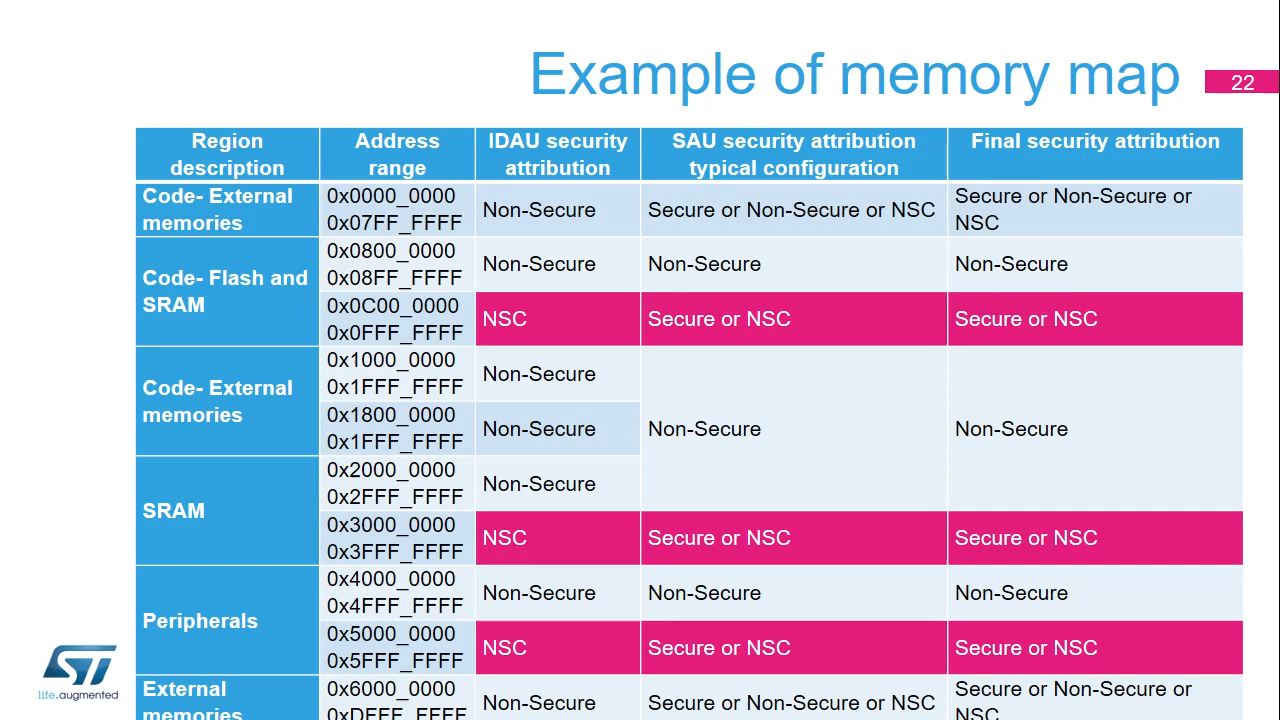 Example of memory map
22
Region description
Address range
IDAU security attribution
SAU security attribution typical configuration
Final security attribution
Code- External memories
0x0000_0000
0x07FF_FFFF
Non-Secure
Secure or Non-Secure or NSC
Secure or Non-Secure or NSC
Code- Flash and SRAM
0x0800_0000
0x08FF_FFFF
Non-Secure
Non-Secure
Non-Secure
0x0C00_0000
0x0FFF_FFFF
NSC
Secure or NSC
Secure or NSC
Code- External memories
0x1000_0000
0x1FFF_FFFF
Non-Secure
0x1800_0000
0x1FFF_FFFF
Non-Secure
Non-Secure
Non-Secure
SRAM
0x2000_0000
0x2FFF_FFFF
Non-Secure
0x3000_0000
0x3FFF_FFFF
NSC
Secure or NSC
Secure or NSC
Peripherals
0x4000_0000
0x4FFF_FFFF
Non-Secure
Non-Secure
Non-Secure
0x5000_0000
0x5FFF_FFFF
NSC
Secure or NSC
Secure or NSC
External memories
0x6000_0000
0xDFFF_FFFF
Non-Secure
Secure or Non-Secure or NSC
Secure or Non-Secure or NSC
ST
life.augmented